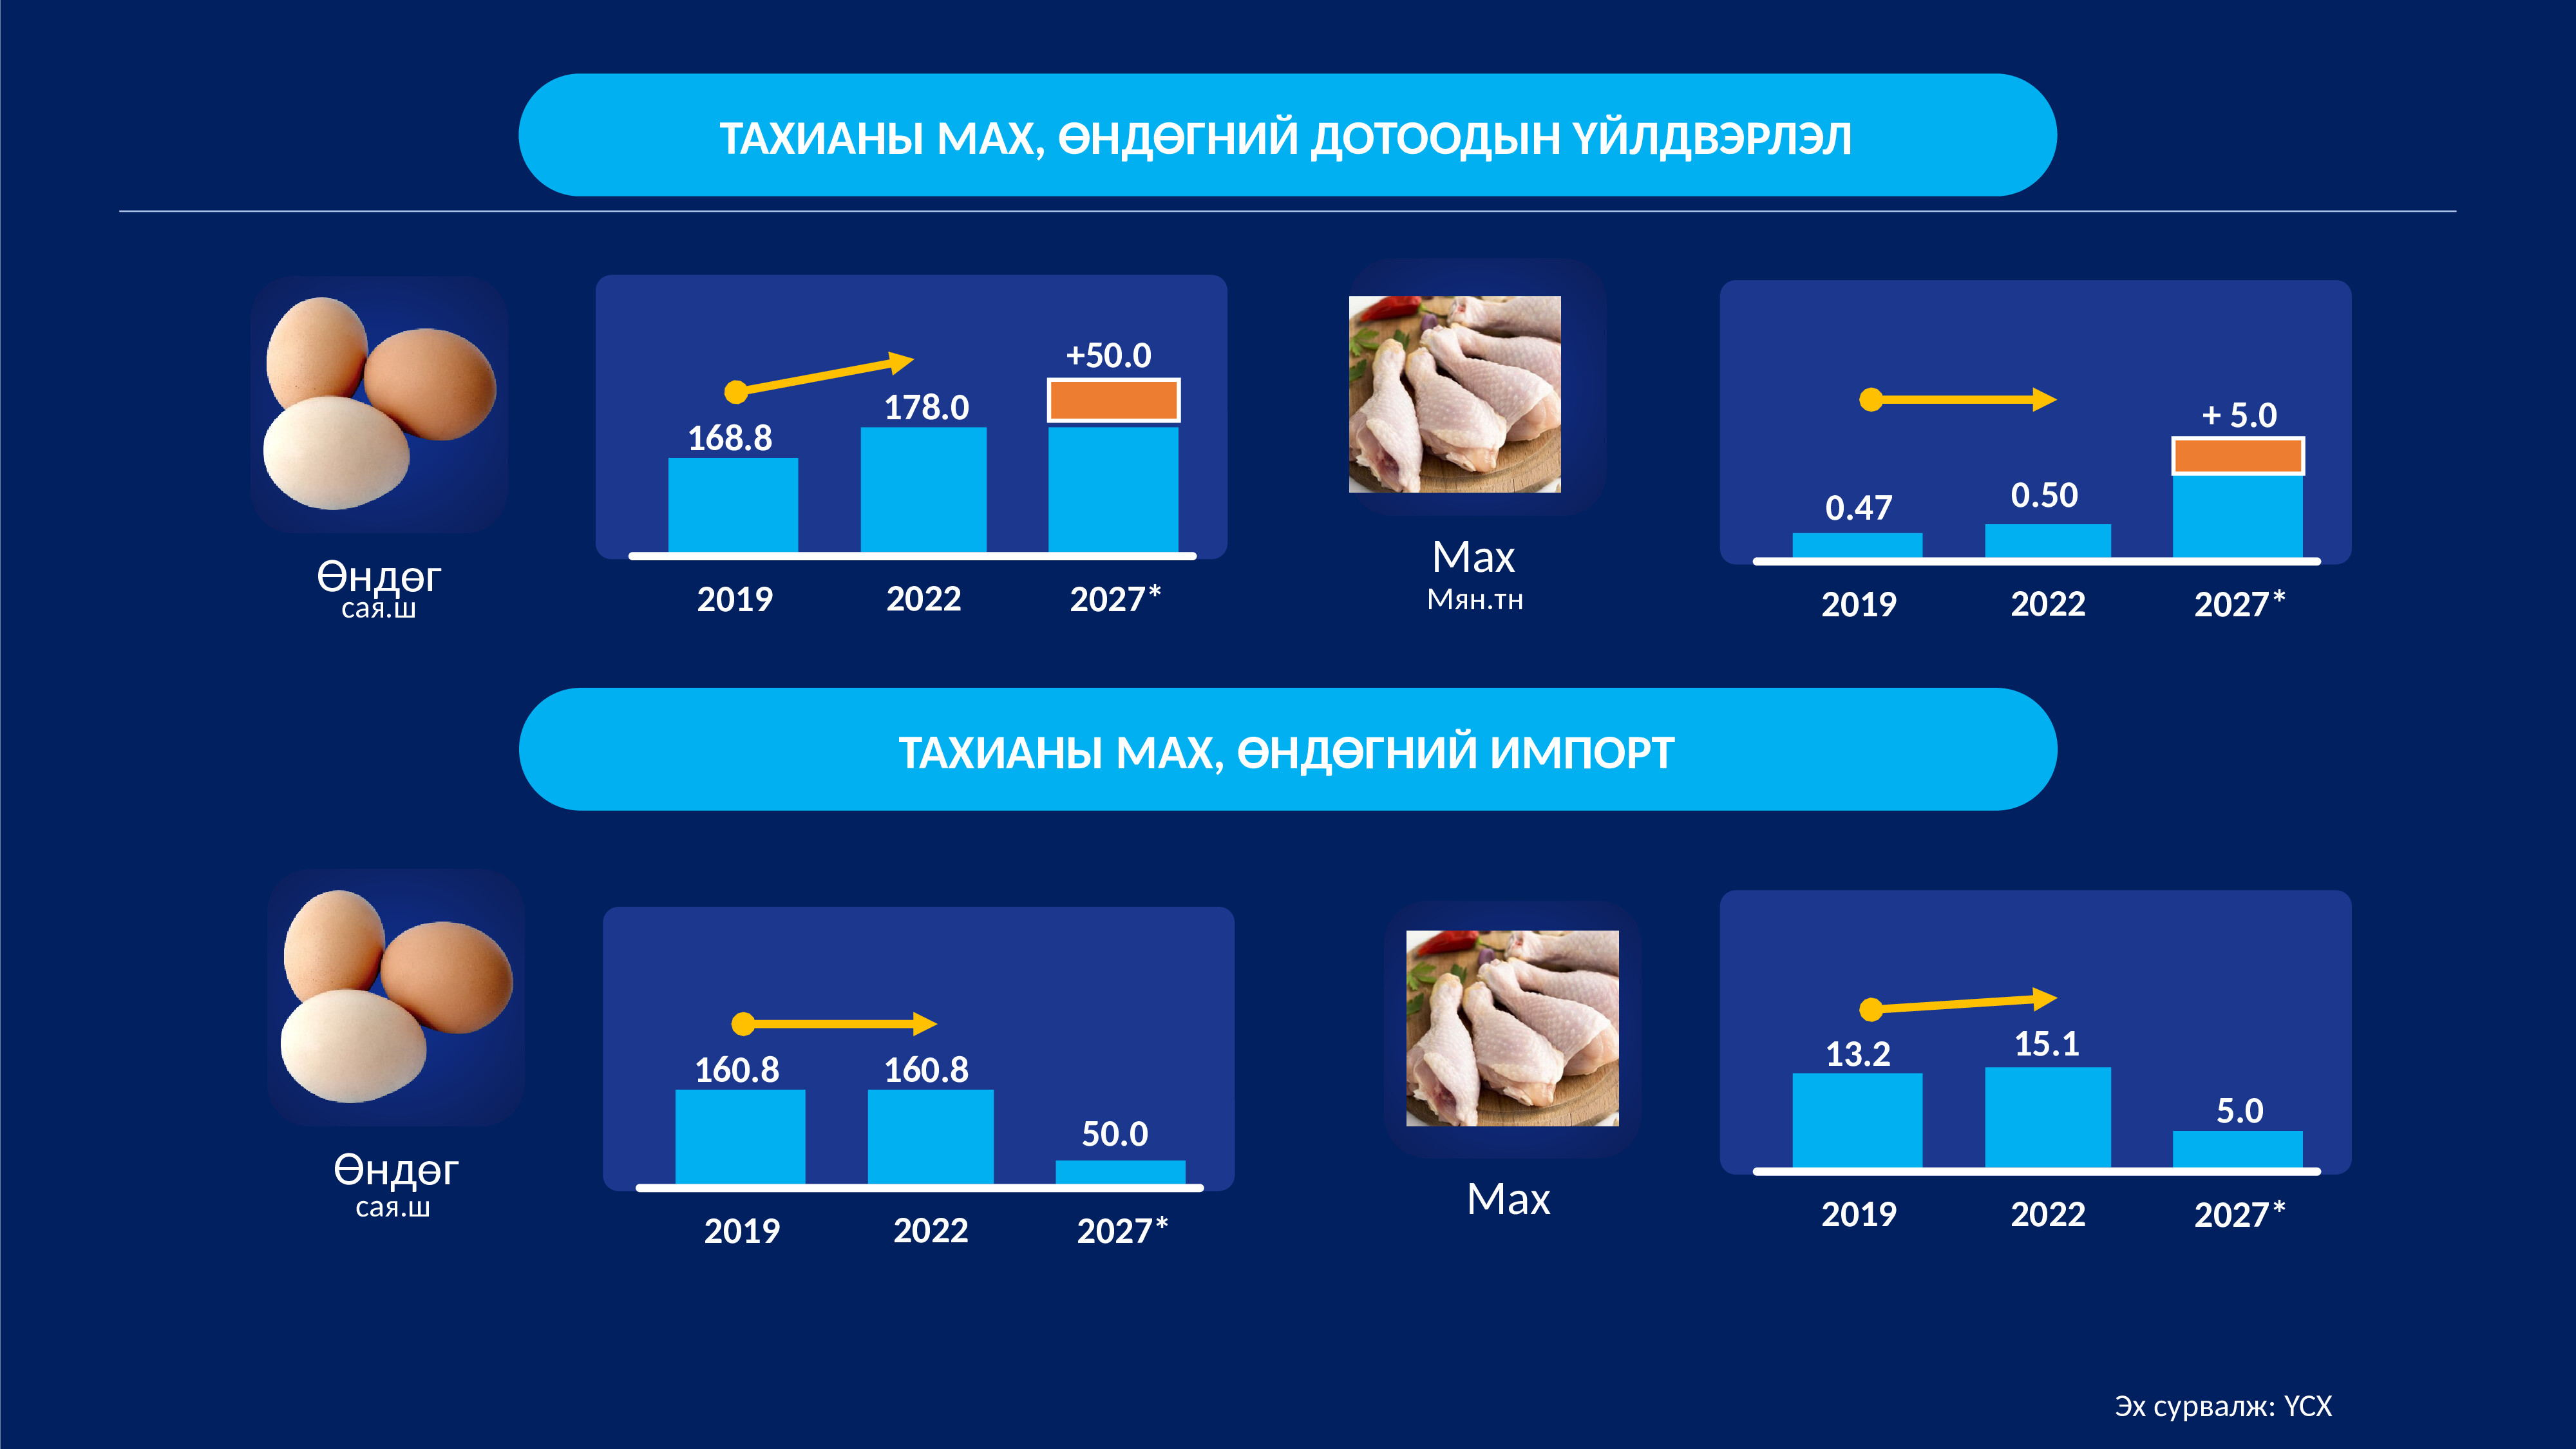 ТАХИАНЫ МАХ, ӨНДӨГНИЙ ДОТООДЫН ҮЙЛДВЭРЛЭЛ
168.8
178.0
+50.0
2019
2022
2027*
Өндөг
сая.ш
0.47
0.50
+ 5.0
2019
2022
2027*
Мах
Мян.тн
ТАХИАНЫ МАХ, ӨНДӨГНИЙ ИМПОРТ
160.8
160.8
50.0
2019
2022
2027*
Өндөг
сая.ш
13.2
15.1
5.0
2019
2022
2027*
Мах
Эх сурвалж: ҮСХ